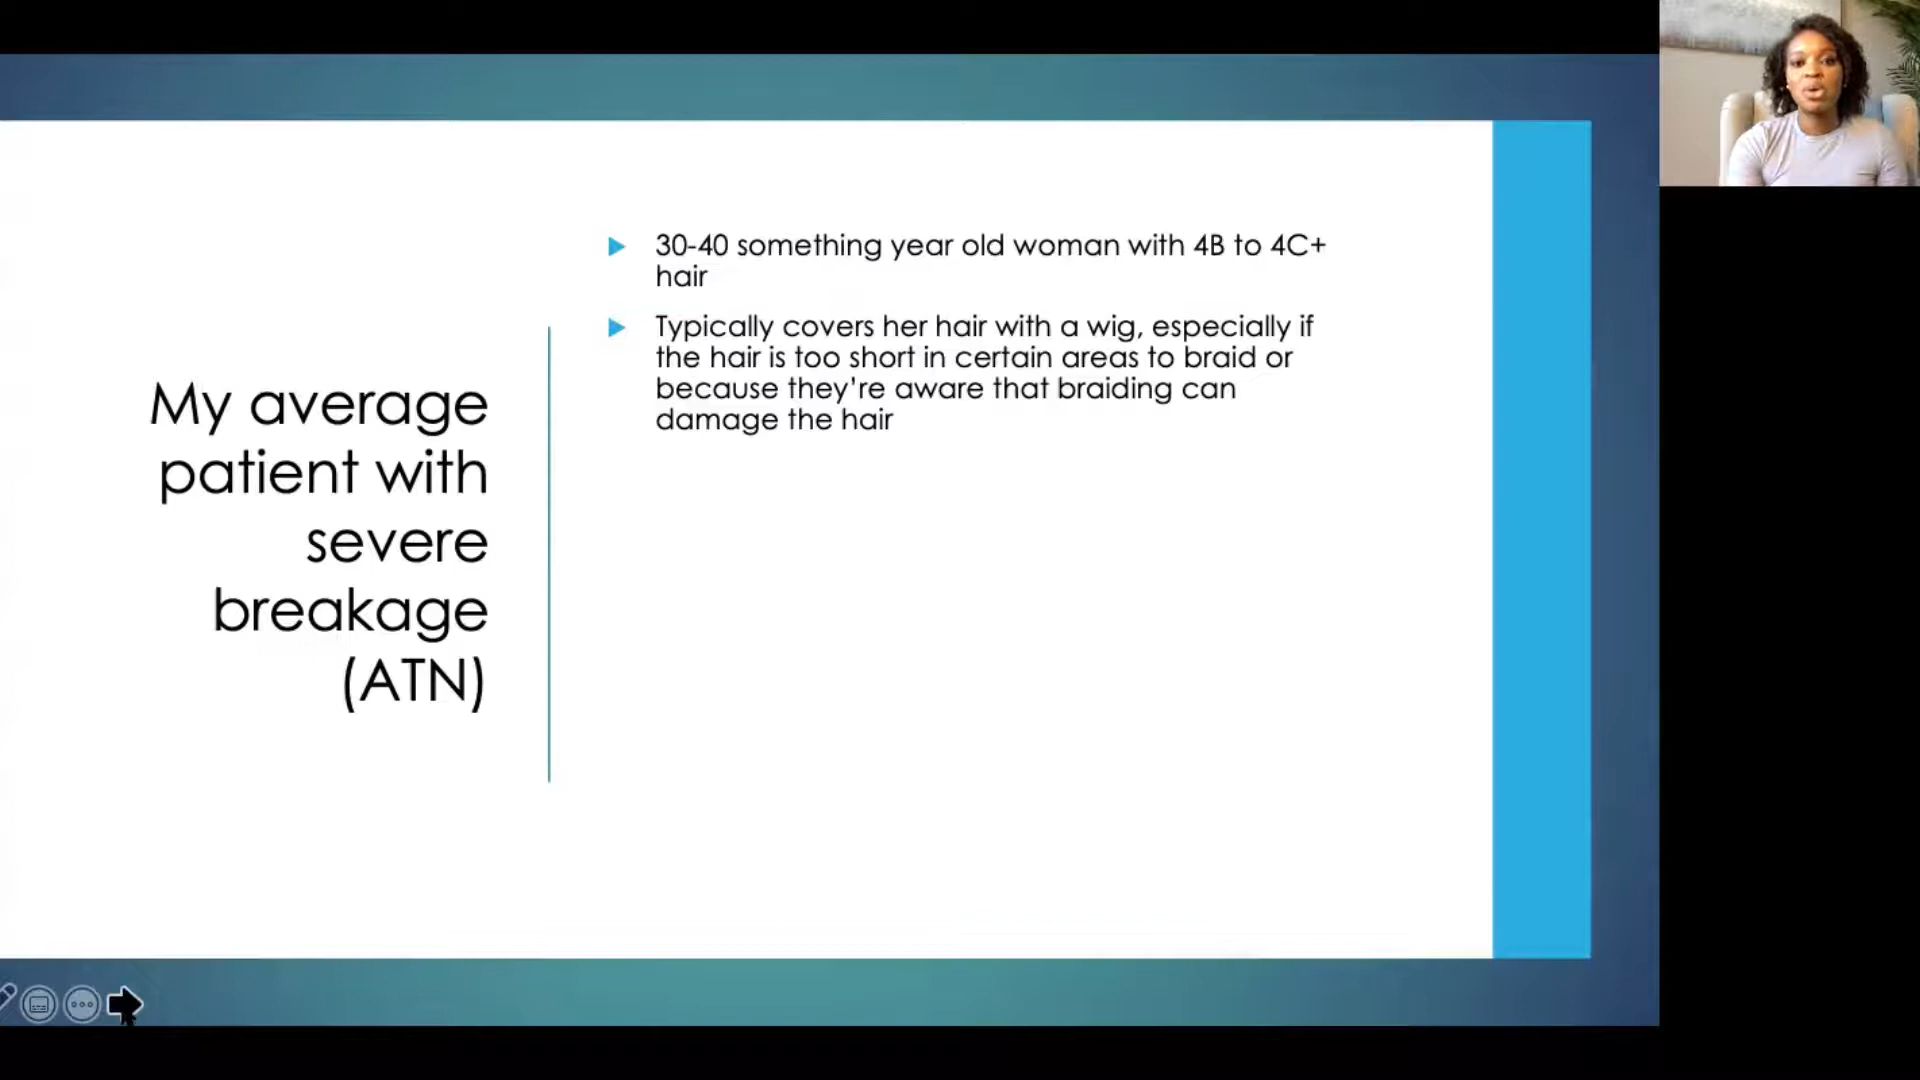 My average
patient with
severe
breakage
(ATN)
30-40 something year old woman with 4B to 4C+
hair
Typically covers her hair with a wig, especially if
the hair is too short in certain areas to braid or
because they're aware that braiding can
damage the hair